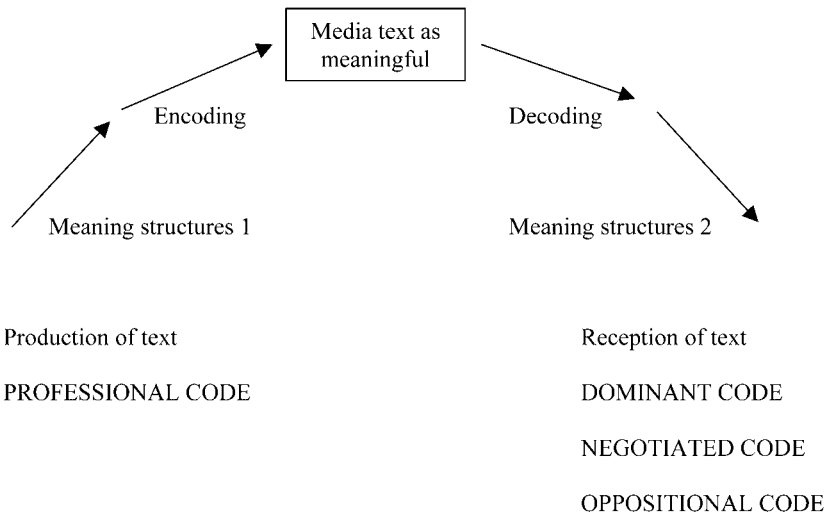 Media text as
meaningful
Encoding
Decoding
Meaning structures 1
Meaning structures 2
Production of text
Reception of text
PROFESSIONAL CODE
DOMINANT CODE
NEGOTIATED CODE
OPPOSITIONAL CODE